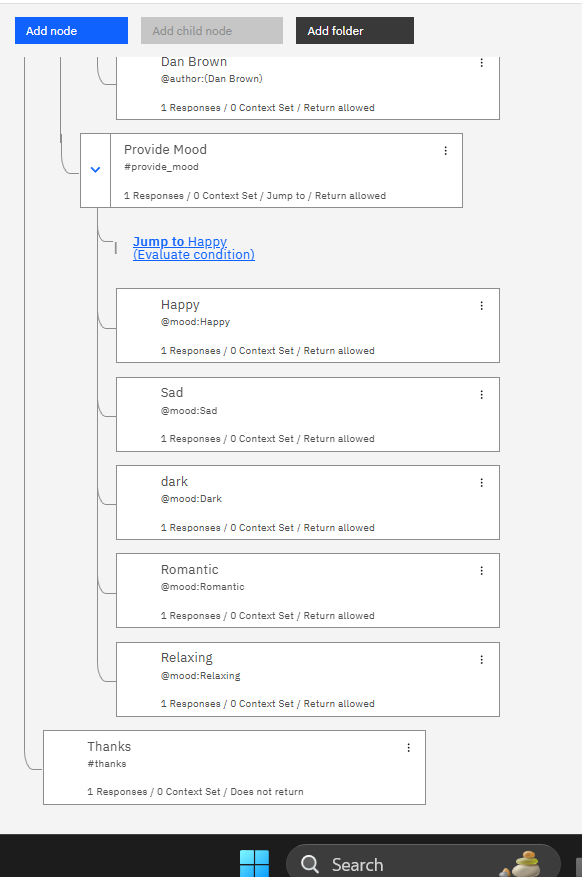 Add node
Add child node
Add folder
Dan Brown
@author:(Dan Brown)
1 Responses / 0 Context Set / Return allowed
Provide Mood
#provide_mood
1 Responses / 0 Context Set / Jump to / Return allowed
Jump to Happy
(Evaluate condition)
Happy
@mood:Happy
1 Responses / 0 Context Set / Return allowed
Sad
@mood:Sad
1 Responses / 0 Context Set / Return allowed
dark
@mood:Dark
1 Responses / 0 Context Set / Return allowed
Romantic
@mood:Romantic
1 Responses / 0 Context Set / Return allowed
Relaxing
@mood:Relaxing
1 Responses / 0 Context Set / Return allowed
Thanks
#thanks
1 Responses / 0 Context Set / Does not return
Search